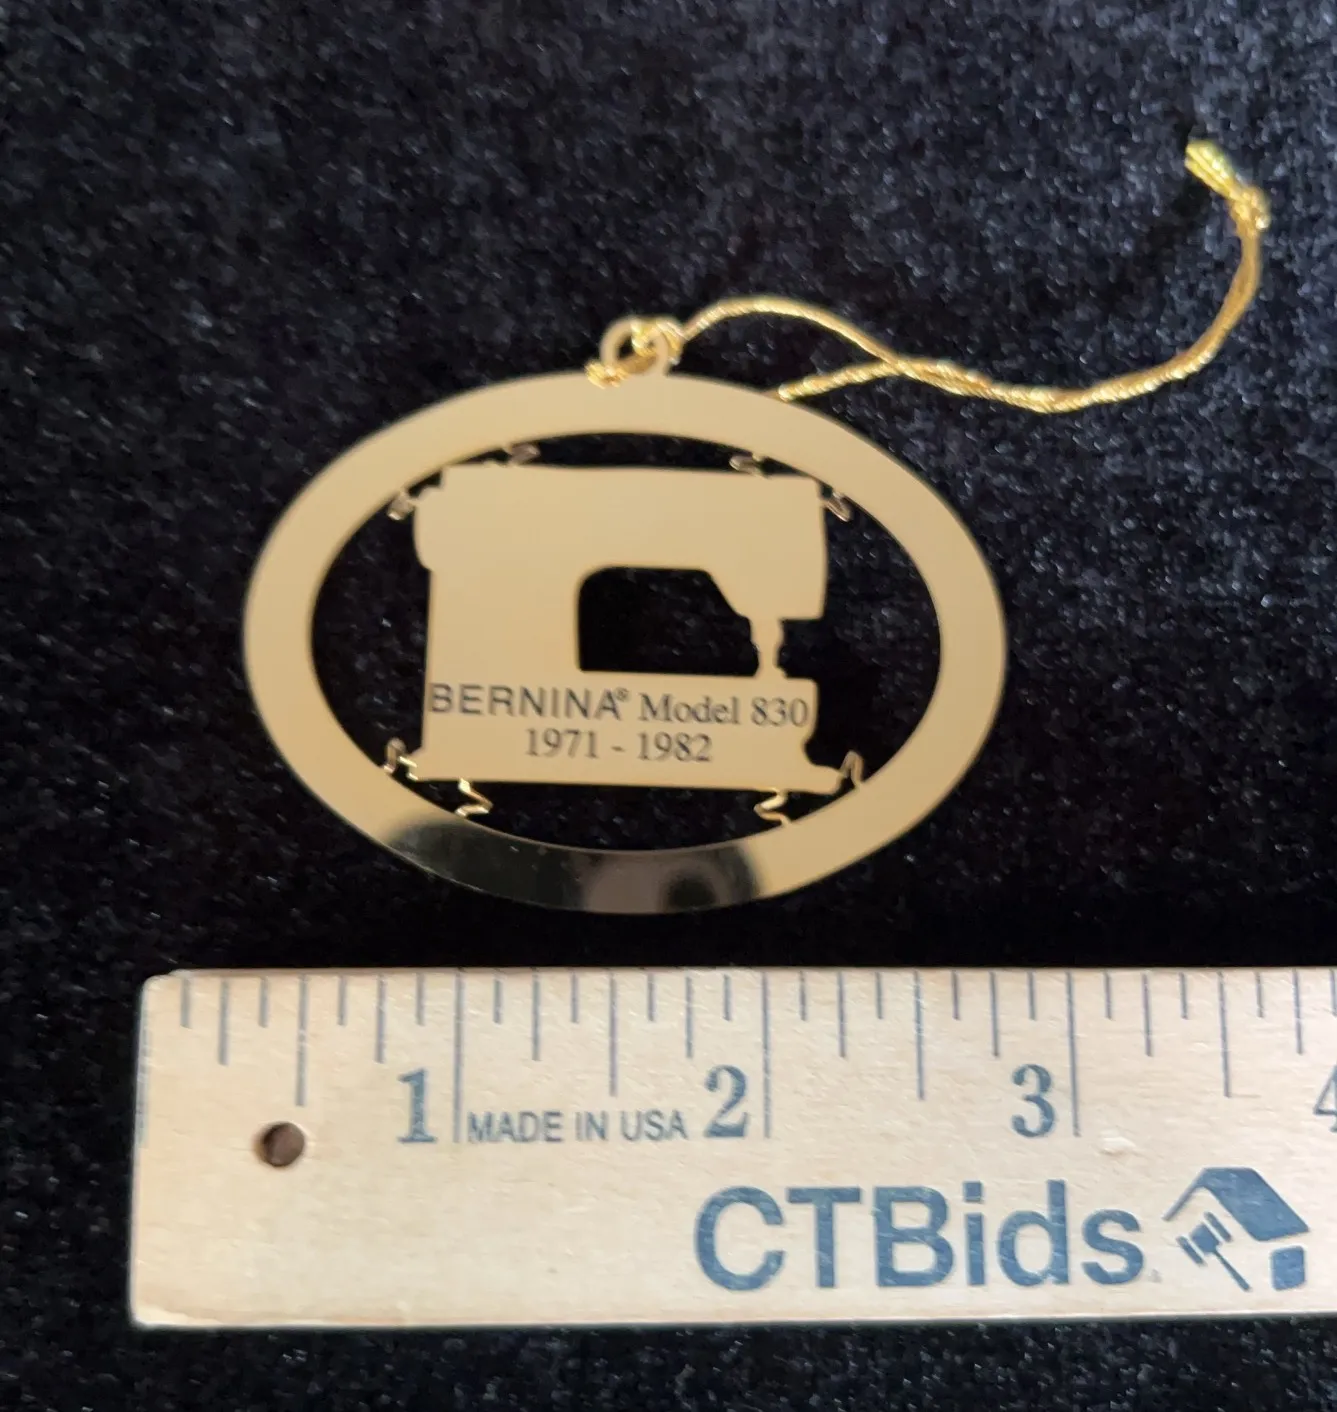 BERNINA® Model 830
1971 - 1982
1 2 3 4
MADE IN USA
CTBids